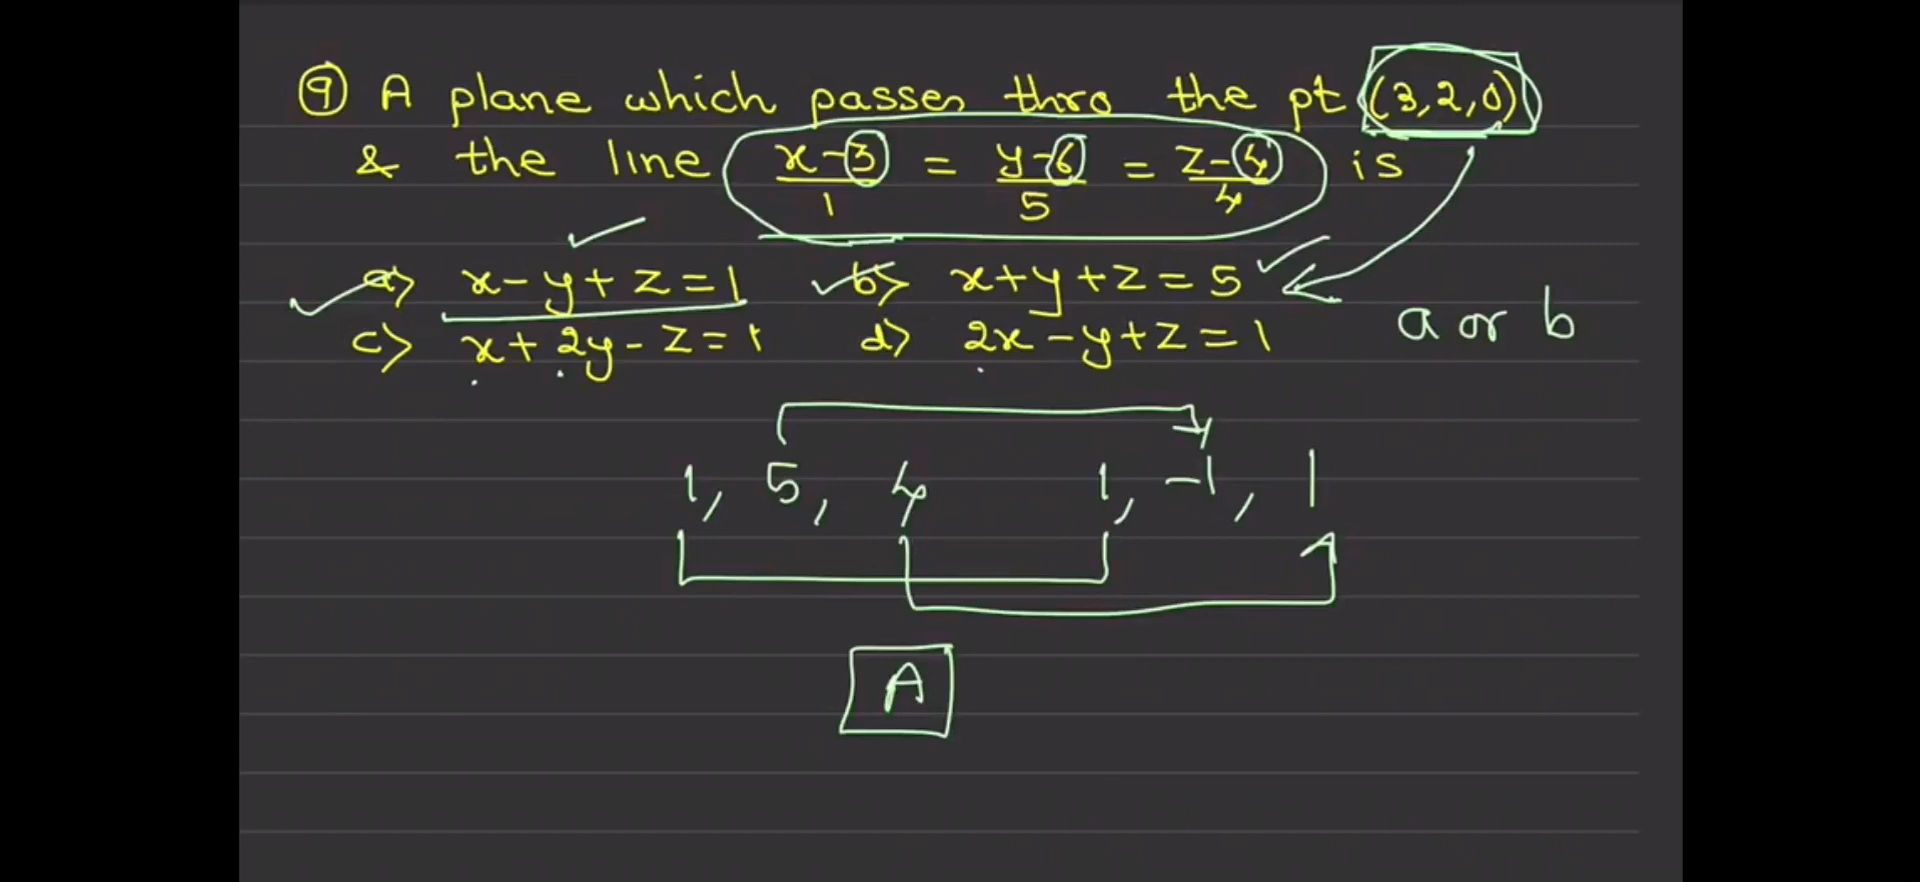 ⑨ A plane which passes thro the pt (3,2,0)
& the line x-3/1 = y-6/5 = z-4/4 is
a) x-y+z=1 b) x+y+z=5
c) x+2y-z=1 d) 2x-y+z=1 a or b
1, 5, 4 1, -1, 1
A